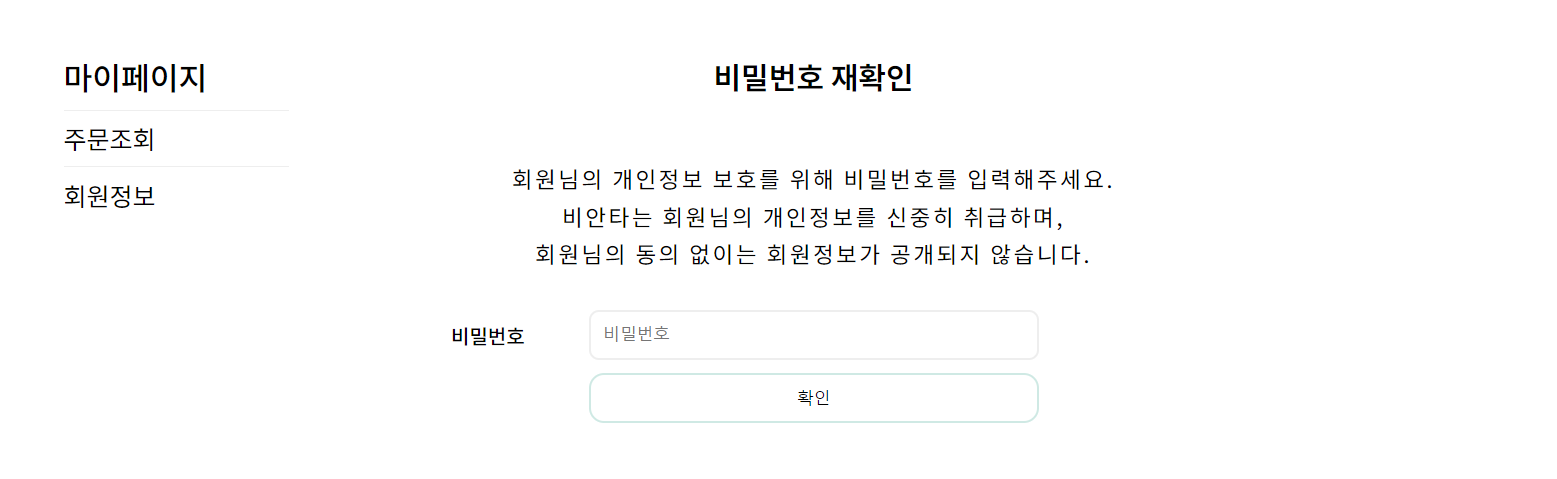 마이페이지
주문조회
회원정보
비밀번호 재확인
회원님의 개인정보 보호를 위해 비밀번호를 입력해주세요.
비안타는 회원님의 개인정보를 신중히 취급하며,
회원님의 동의 없이는 회원정보가 공개되지 않습니다.
비밀번호
비밀번호
확인